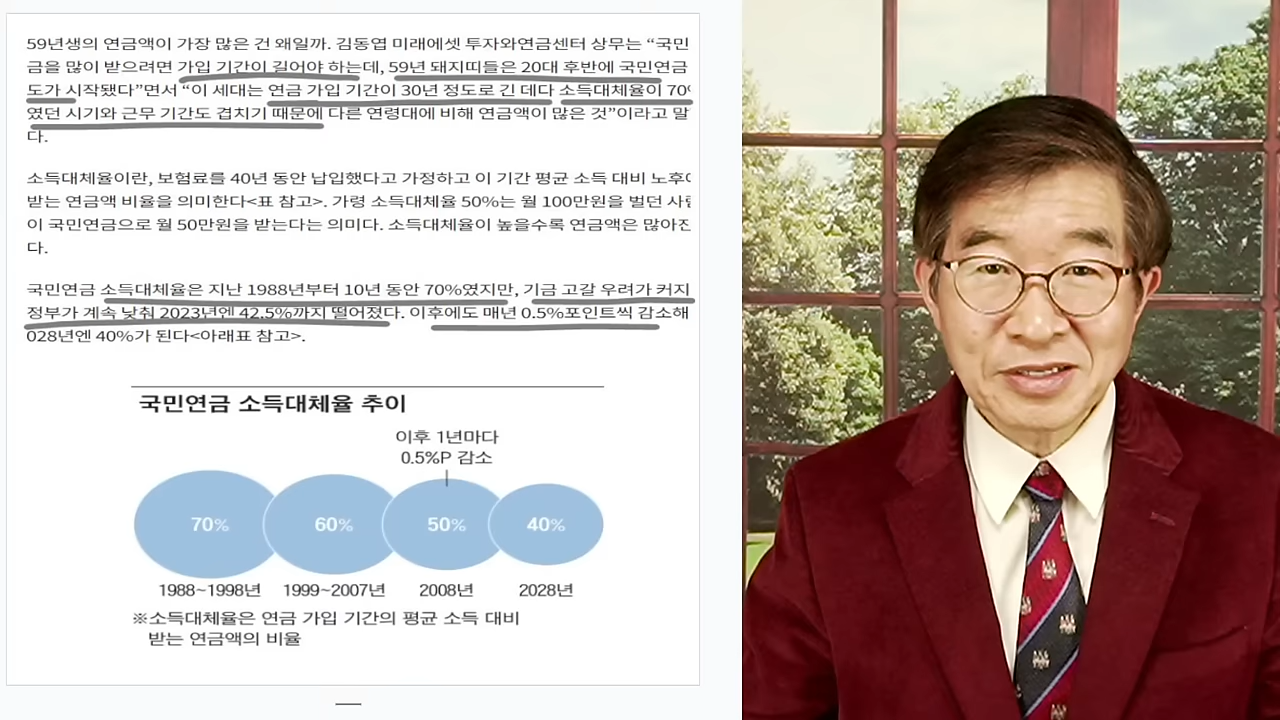 59년생의 연금액이 가장 많은 건 왜일까. 김동엽 미래에셋 투자와연금센터 상무는 “국민
금을 많이 받으려면 가입 기간이 길어야 하는데, 59년 돼지띠들은 20대 후반에 국민연금
도가 시작됐다”면서 “이 세대는 연금 가입 기간이 30년 정도로 긴 데다 소득대체율이 70%
였던 시기와 근무 기간도 겹치기 때문에 다른 연령대에 비해 연금액이 많은 것”이라고 말
다.
소득대체율이란, 보험료를 40년 동안 납입했다고 가정하고 이 기간 평균 소득 대비 노후에
받는 연금액 비율을 의미한다<표 참고>. 가령 소득대체율 50%는 월 100만원을 벌던 사람
이 국민연금으로 월 50만원을 받는다는 의미다. 소득대체율이 높을수록 연금액은 많아진
다.
국민연금 소득대체율은 지난 1988년부터 10년 동안 70%였지만, 기금 고갈 우려가 커지
정부가 계속 낮춰 2023년엔 42.5%까지 떨어졌다. 이후에도 매년 0.5%포인트씩 감소해
028년엔 40%가 된다<아래표 참고>.
국민연금 소득대체율 추이
이후 1년마다
0.5%P 감소
70% 60% 50% 40%
1988~1998년 1999~2007년 2008년 2028년
※소득대체율은 연금 가입 기간의 평균 소득 대비
받는 연금액의 비율